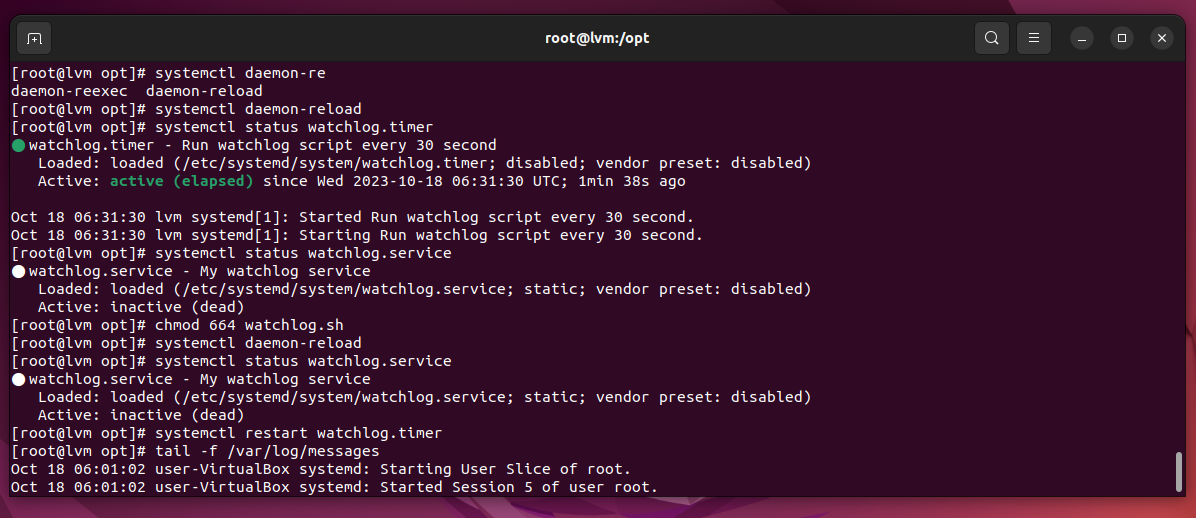 root@lvm:/opt
[root@lvm opt]# systemctl daemon-re
daemon-reexec  daemon-reload
[root@lvm opt]# systemctl daemon-reload
[root@lvm opt]# systemctl status watchlog.timer
● watchlog.timer - Run watchlog script every 30 second
   Loaded: loaded (/etc/systemd/system/watchlog.timer; disabled; vendor preset: disabled)
   Active: active (elapsed) since Wed 2023-10-18 06:31:30 UTC; 1min 38s ago

Oct 18 06:31:30 lvm systemd[1]: Started Run watchlog script every 30 second.
Oct 18 06:31:30 lvm systemd[1]: Starting Run watchlog script every 30 second.
[root@lvm opt]# systemctl status watchlog.service
● watchlog.service - My watchlog service
   Loaded: loaded (/etc/systemd/system/watchlog.service; static; vendor preset: disabled)
   Active: inactive (dead)
[root@lvm opt]# chmod 664 watchlog.sh
[root@lvm opt]# systemctl daemon-reload
[root@lvm opt]# systemctl status watchlog.service
● watchlog.service - My watchlog service
   Loaded: loaded (/etc/systemd/system/watchlog.service; static; vendor preset: disabled)
   Active: inactive (dead)
[root@lvm opt]# systemctl restart watchlog.timer
[root@lvm opt]# tail -f /var/log/messages
Oct 18 06:01:02 user-VirtualBox systemd: Starting User Slice of root.
Oct 18 06:01:02 user-VirtualBox systemd: Started Session 5 of user root.